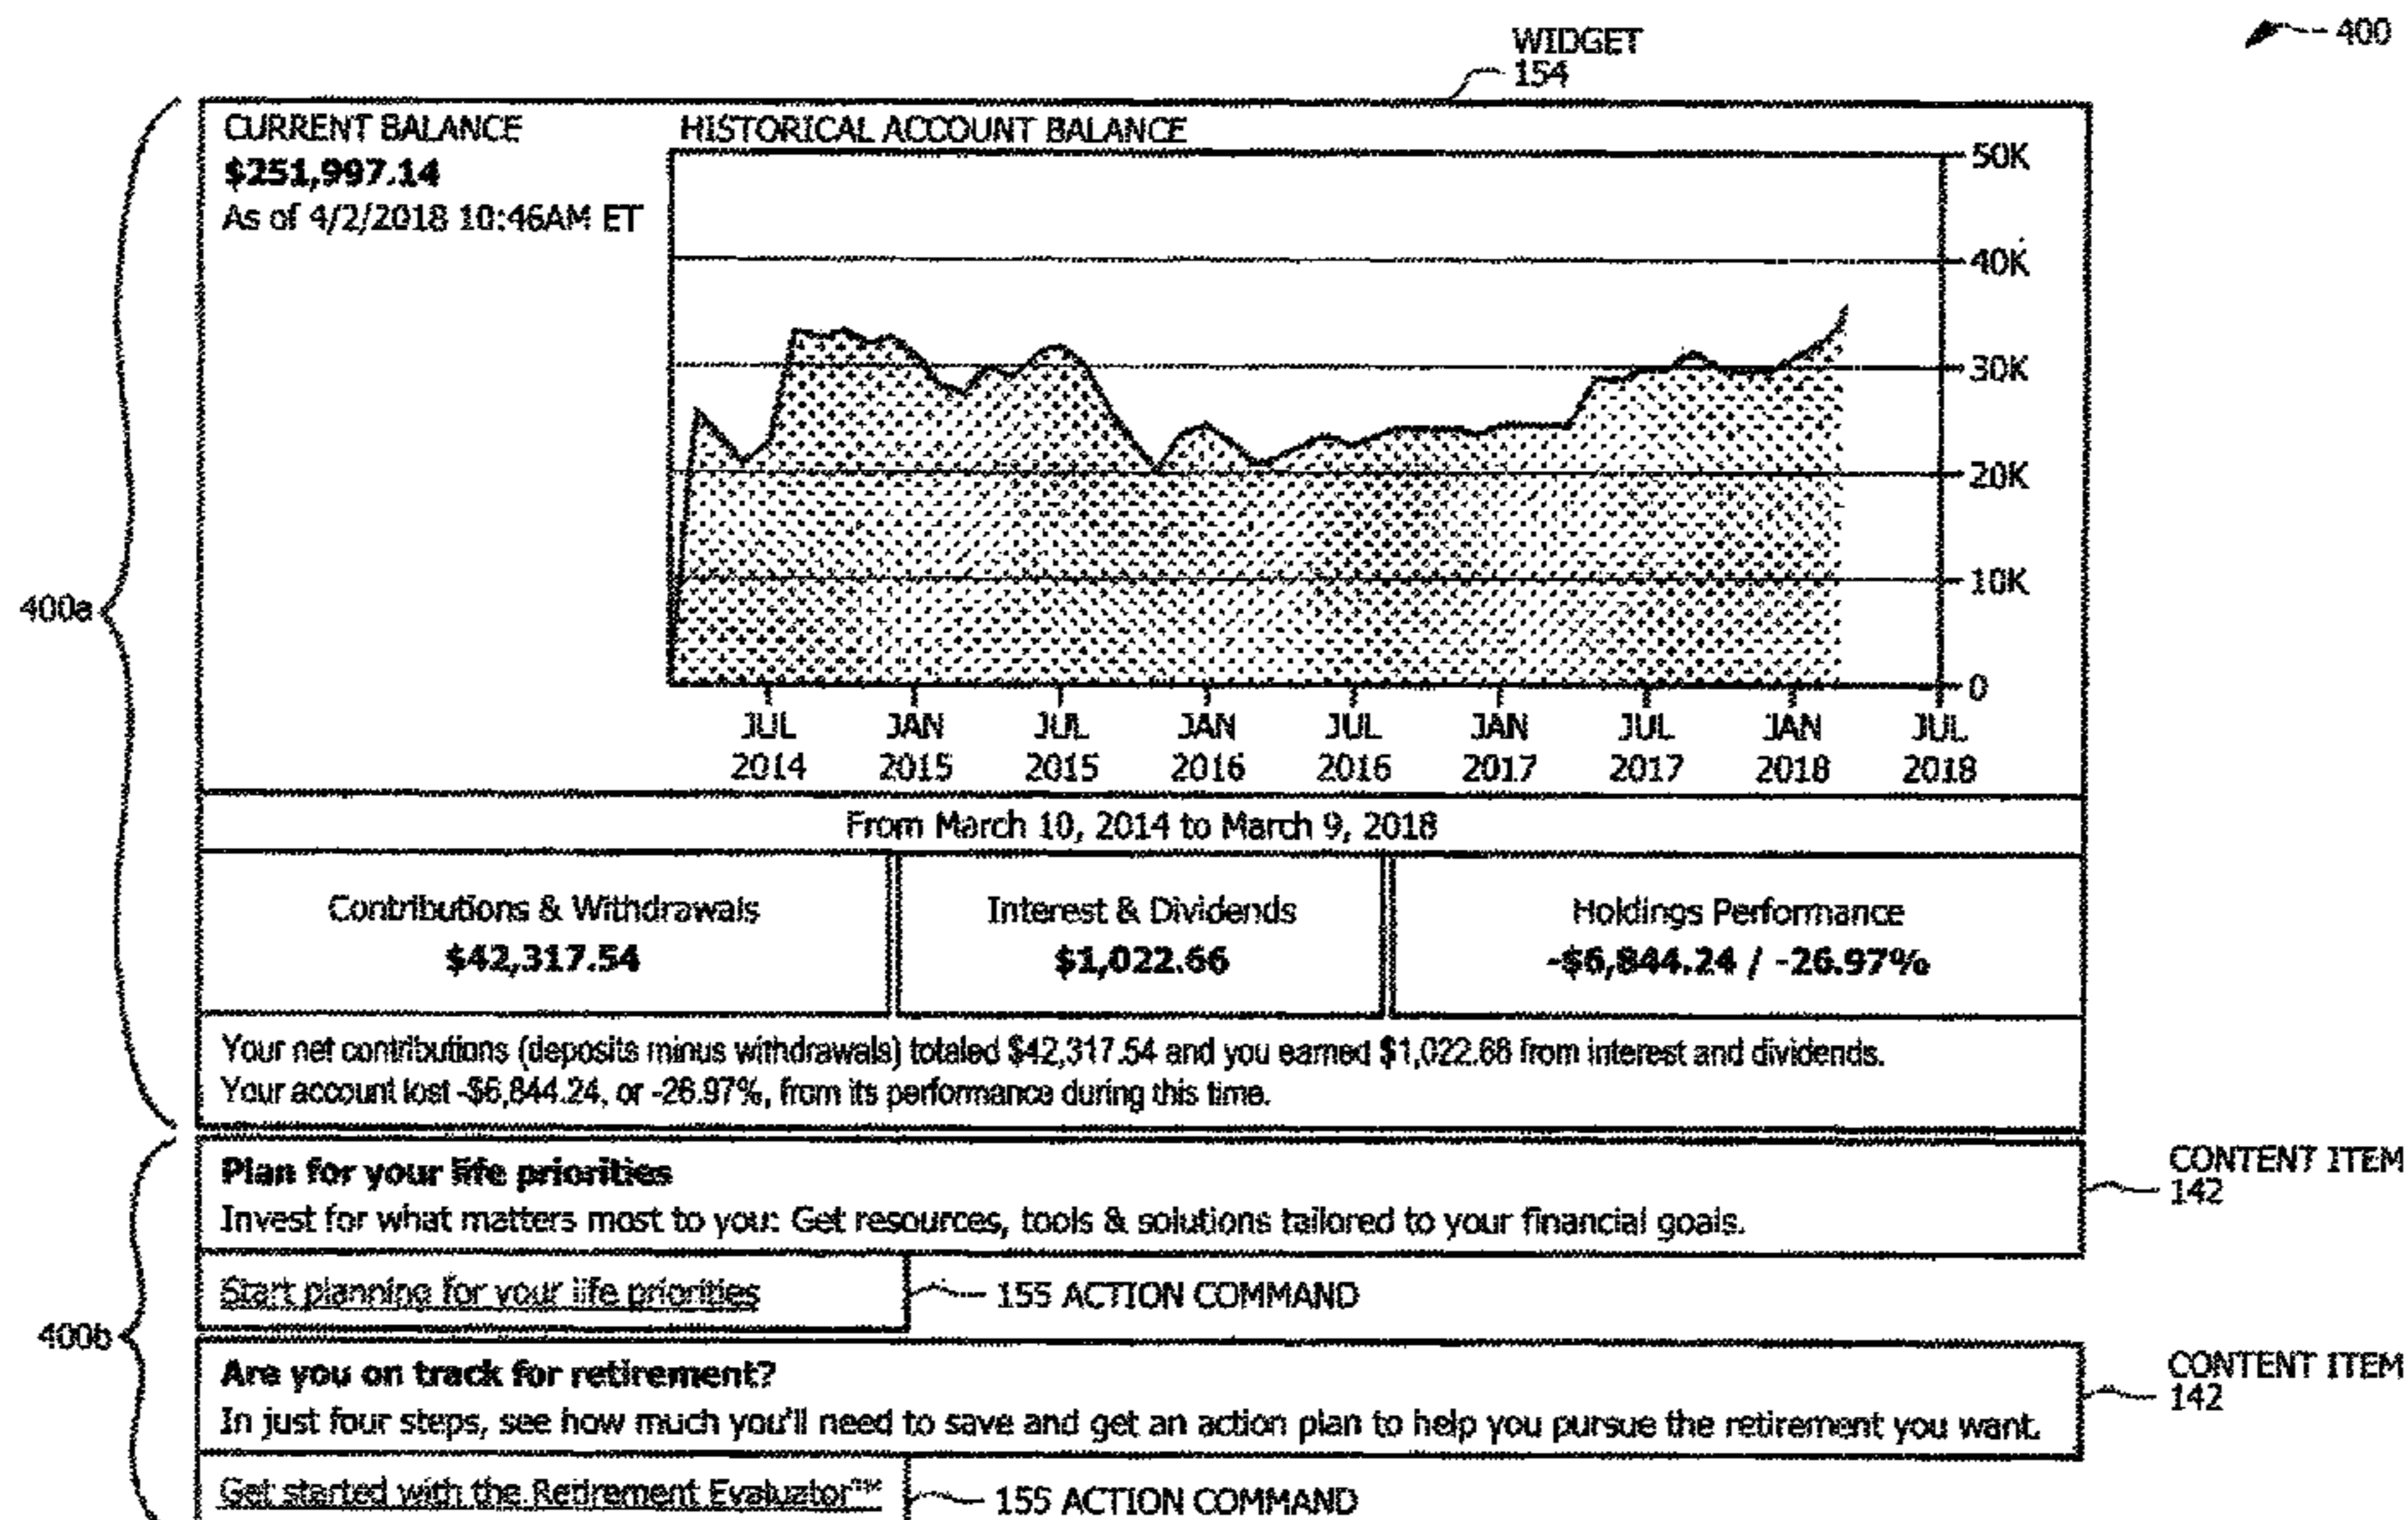 400
WIDGET
154
CURRENT BALANCE
$251,997.14
As of 4/2/2018 10:46AM ET
HISTORICAL ACCOUNT BALANCE
50K
40K
30K
20K
10K
0
JUL 2014
JAN 2015
JUL 2015
JAN 2016
JUL 2016
JAN 2017
JUL 2017
JAN 2018
JUL 2018
400a
From March 10, 2014 to March 9, 2018
Contributions & Withdrawals
$42,317.54
Interest & Dividends
$1,022.66
Holdings Performance
-$6,844.24 / -26.97%
Your net contributions (deposits minus withdrawals) totaled $42,317.54 and you earned $1,022.68 from interest and dividends.
Your account lost -$6,844.24, or -26.97%, from its performance during this time.
400b
Plan for your life priorities
Invest for what matters most to you: Get resources, tools & solutions tailored to your financial goals.
CONTENT ITEM
142
Start planning for your life priorities
155 ACTION COMMAND
Are you on track for retirement?
In just four steps, see how much you'll need to save and get an action plan to help you pursue the retirement you want.
CONTENT ITEM
142
Get started with the Retirement Evaluator™
155 ACTION COMMAND